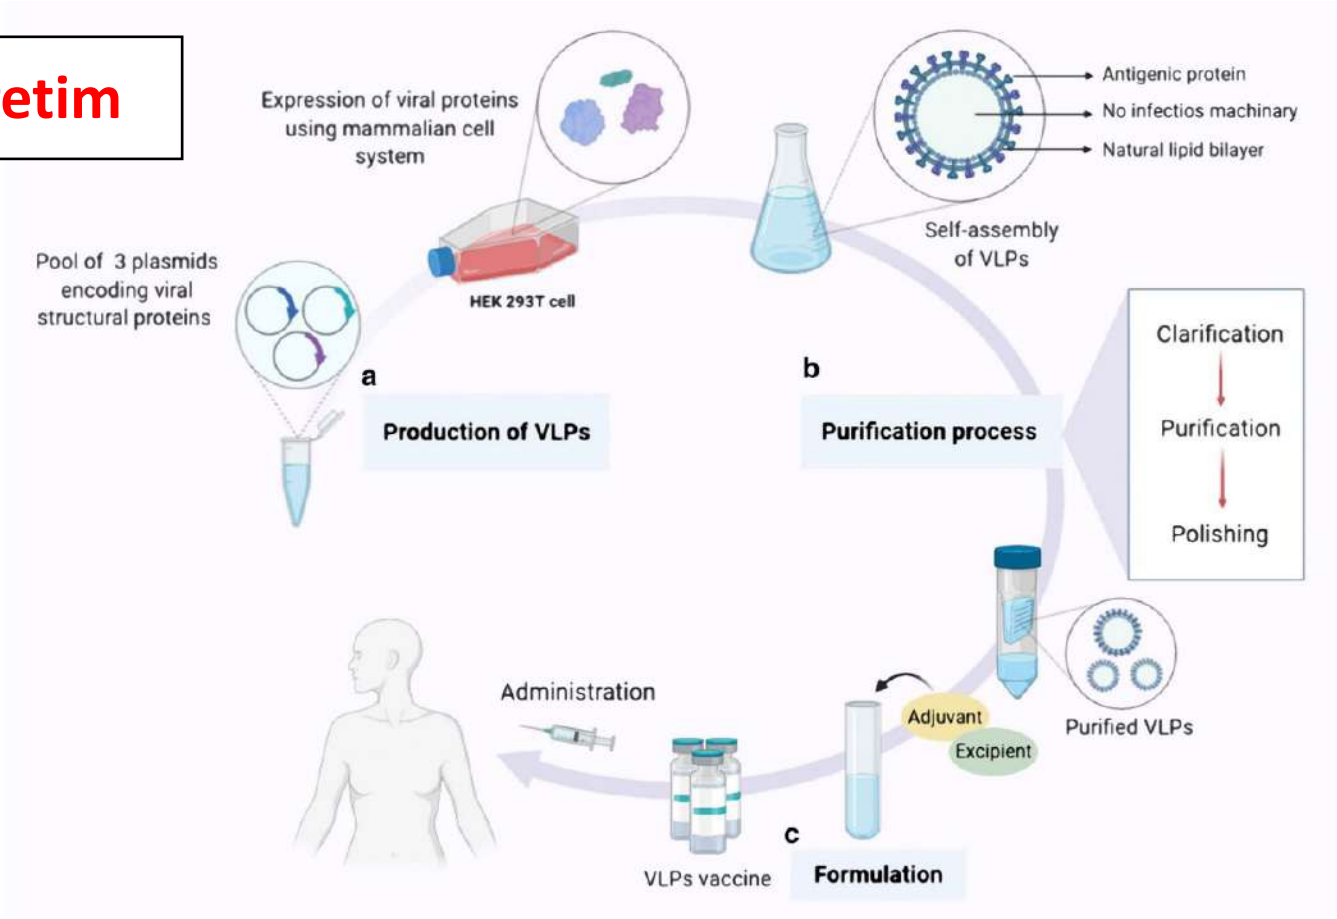 etim
Expression of viral proteins
using mammalian cell
system
Antigenic protein
No infectios machinary
Natural lipid bilayer
Self-assembly
of VLPs
Pool of 3 plasmids
encoding viral
structural proteins
HEK 293T cell
a
Production of VLPs
b
Purification process
Clarification
Purification
Polishing
Purified VLPs
Adjuvant
Excipient
Administration
VLPs vaccine
c
Formulation